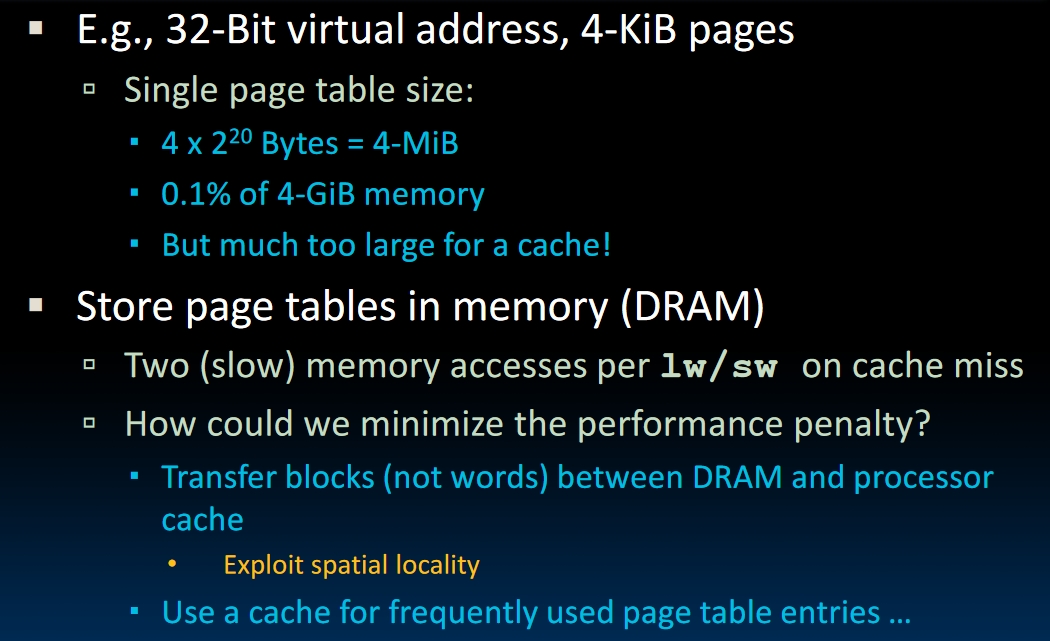 E.g., 32-Bit virtual address, 4-KiB pages
Single page table size:
4 x 2²⁰ Bytes = 4-MiB
0.1% of 4-GiB memory
But much too large for a cache!
Store page tables in memory (DRAM)
Two (slow) memory accesses per lw/sw on cache miss
How could we minimize the performance penalty?
Transfer blocks (not words) between DRAM and processor
cache
Exploit spatial locality
Use a cache for frequently used page table entries …